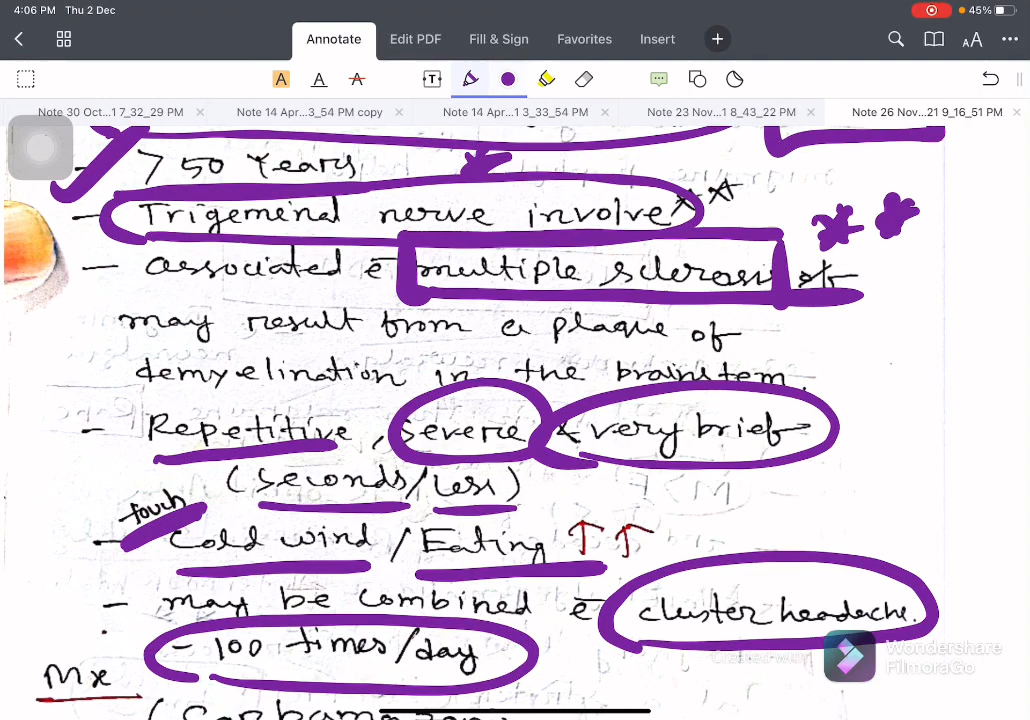 4:06 PM Thu 2 Dec
45%
Annotate Edit PDF Fill & Sign Favorites Insert
Note 30 Oct...1 7_32_29 PM Note 14 Apr...3_54 PM copy Note 14 Apr...1 3_33_54 PM Note 23 Nov...1 8_43_22 PM Note 26 Nov...21 9_16_51 PM
- > 50 Years
- Trigeminal nerve involve
- associated ē multiple sclerosis
may result from a plaque of
demyelination in the brainstem.
- Repetitive, severe & very brief
(seconds/less)
touch
- Cold wind / Eating ↑ ↑
- may be combined ē cluster headache.
- 100 times/day
Mx
Created with
Wondershare
FilmoraGo